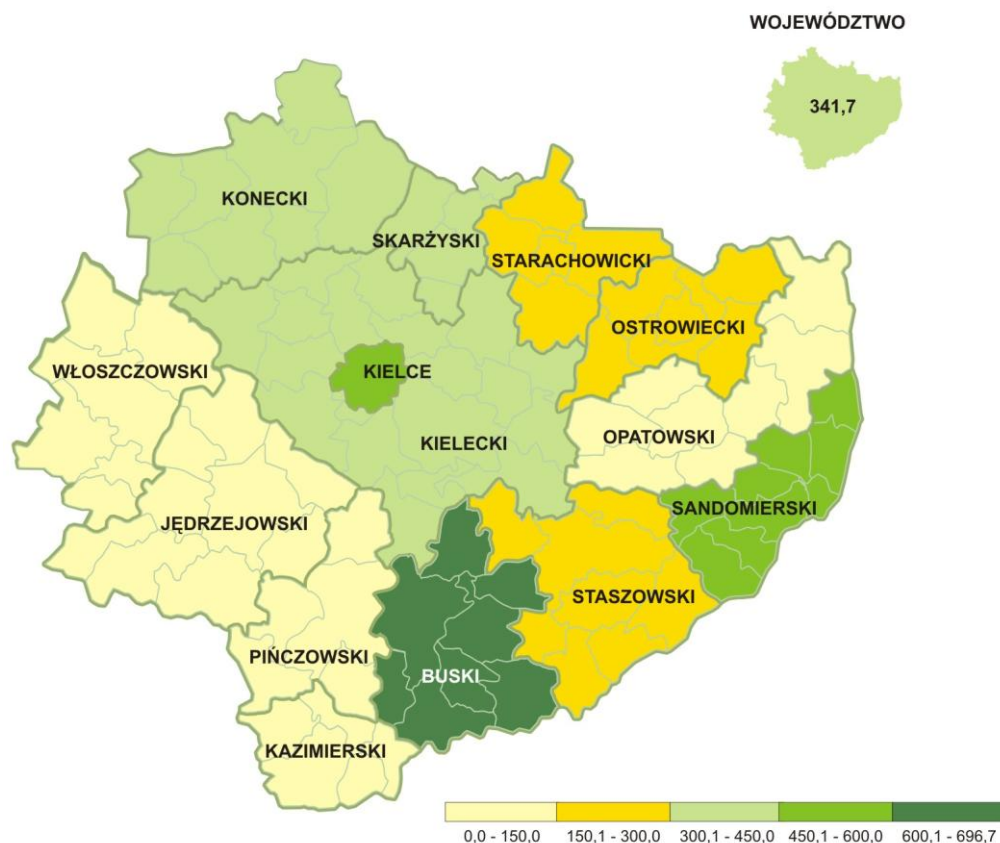 WOJEWÓDZTWO
341,7
KONECKI
SKARŻYSKI
STARACHOWICKI
OSTROWIECKI
WŁOSZCZOWSKI
KIELCE
KIELECKI
OPATOWSKI
SANDOMIERSKI
JĘDRZEJOWSKI
STASZOWSKI
PIŃCZOWSKI
BUSKI
KAZIMIERSKI
0,0 - 150,0 150,1 - 300,0 300,1 - 450,0 450,1 - 600,0 600,1 - 696,7